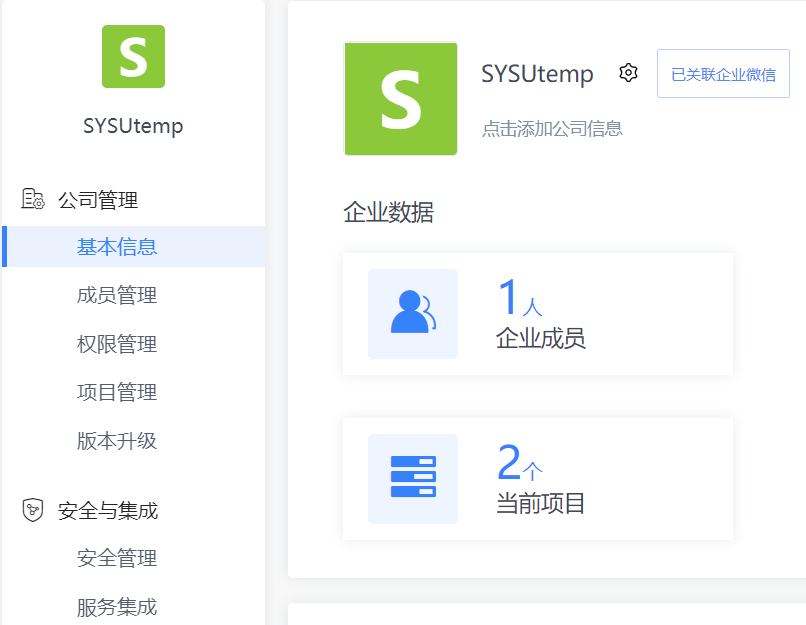 S
SYSUtemp
公司管理
基本信息
成员管理
权限管理
项目管理
版本升级
安全与集成
安全管理
服务集成
S
SYSUtemp
已关联企业微信
点击添加公司信息
企业数据
1人
企业成员
2个
当前项目